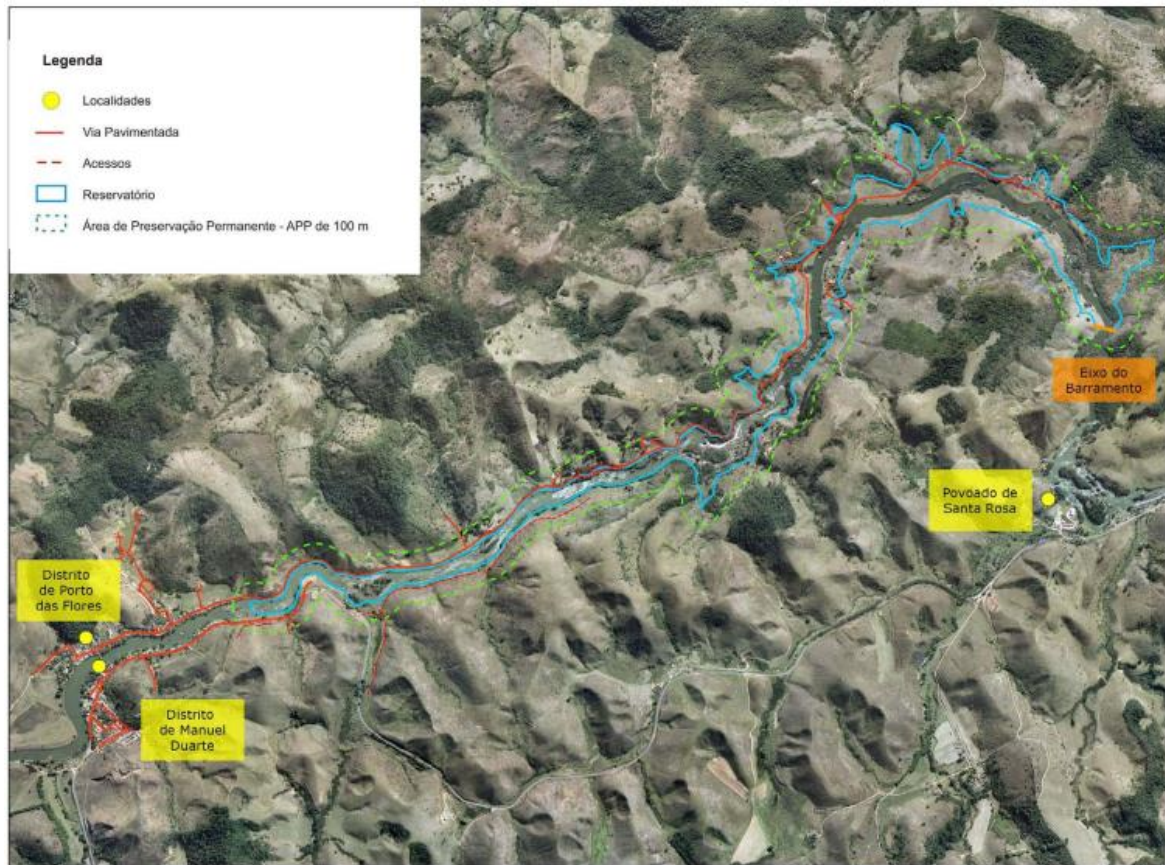 Legenda
Localidades
Via Pavimentada
Acessos
Reservatório
Área de Preservação Permanente - APP de 100 m
Eixo do
Barramento
Povoado de
Santa Rosa
Distrito
de Porto
das Flores
Distrito
de Manuel
Duarte